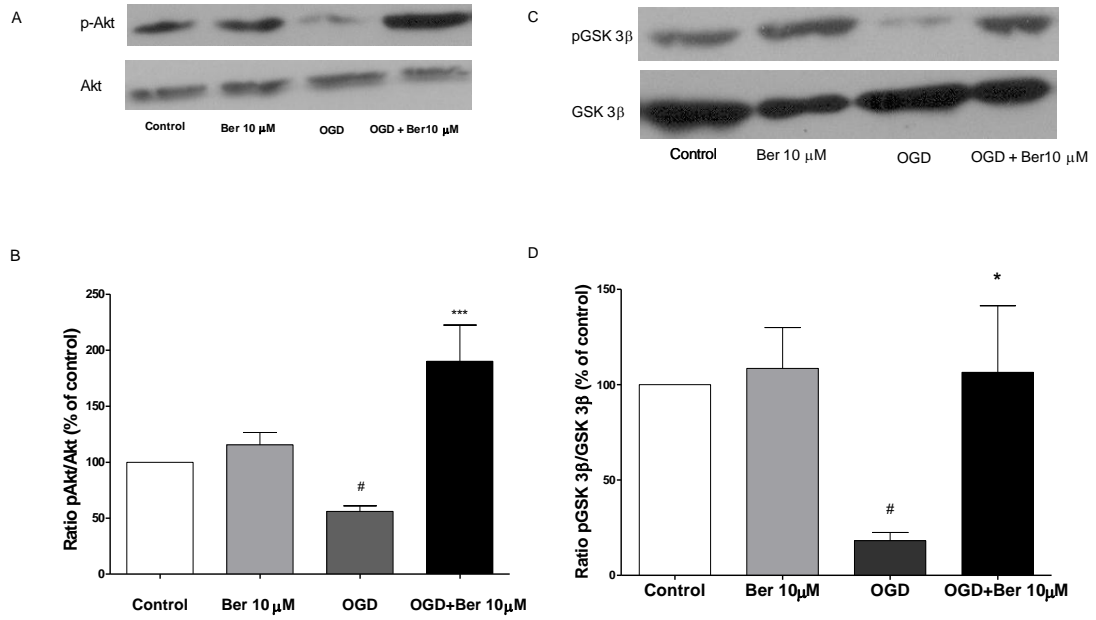 A
p-Akt
Akt
Control Ber 10 μM OGD OGD + Ber10 μM
C
pGSK 3β
GSK 3β
Control Ber 10 μM OGD OGD + Ber10 μM
B
Ratio pAkt/Akt (% of control)
250
200
150
100
50
0
#
***
Control Ber 10 μM OGD OGD+Ber 10μM
D
Ratio pGSK 3β/GSK 3β (% of control)
150
100
50
0
#
*
Control Ber 10μM OGD OGD+Ber 10μM